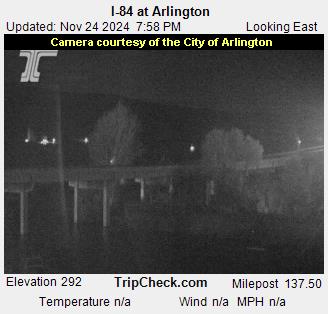 I-84 at Arlington
Updated: Nov 24 2024 7:58 PM Looking East
Camera courtesy of the City of Arlington
Elevation 292 TripCheck.com Milepost 137.50
Temperature n/a Wind n/a MPH n/a